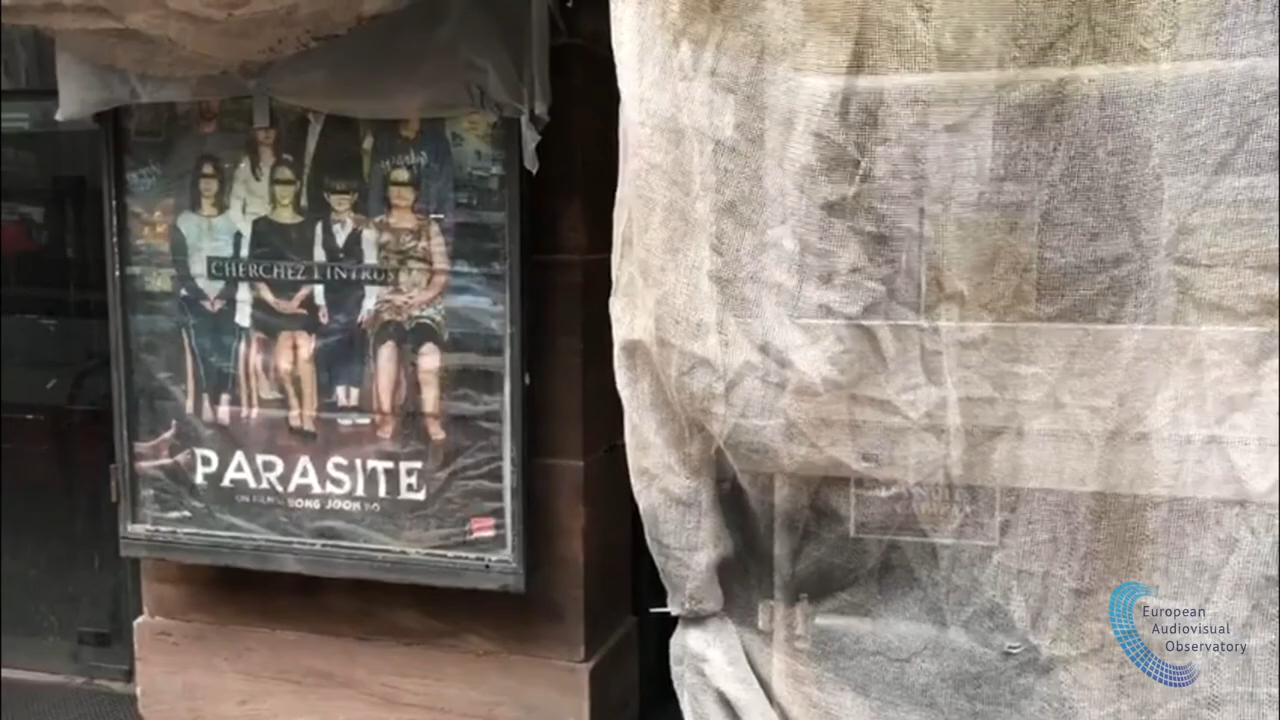 CHERCHEZ L'INTRUS
PARASITE
UN FILM DE BONG JOON HO
European
Audiovisual
Observatory